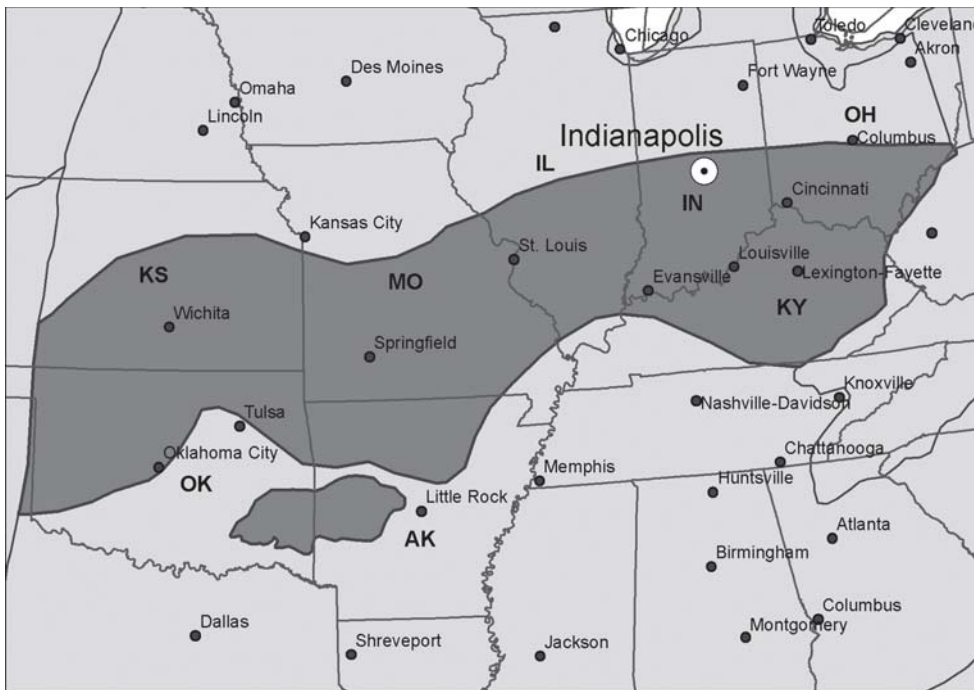 Chicago
Toledo
Cleveland
Akron
Des Moines
Fort Wayne
Omaha
Lincoln
OH
Columbus
Indianapolis
IL
IN
Cincinnati
Kansas City
St. Louis
Louisville
Lexington-Fayette
KS
MO
Evansville
KY
Wichita
Springfield
Knoxville
Nashville-Davidson
Tulsa
Oklahoma City
OK
Chattanooga
Memphis
Huntsville
Little Rock
AK
Atlanta
Birmingham
Columbus
Montgomery
Dallas
Shreveport
Jackson